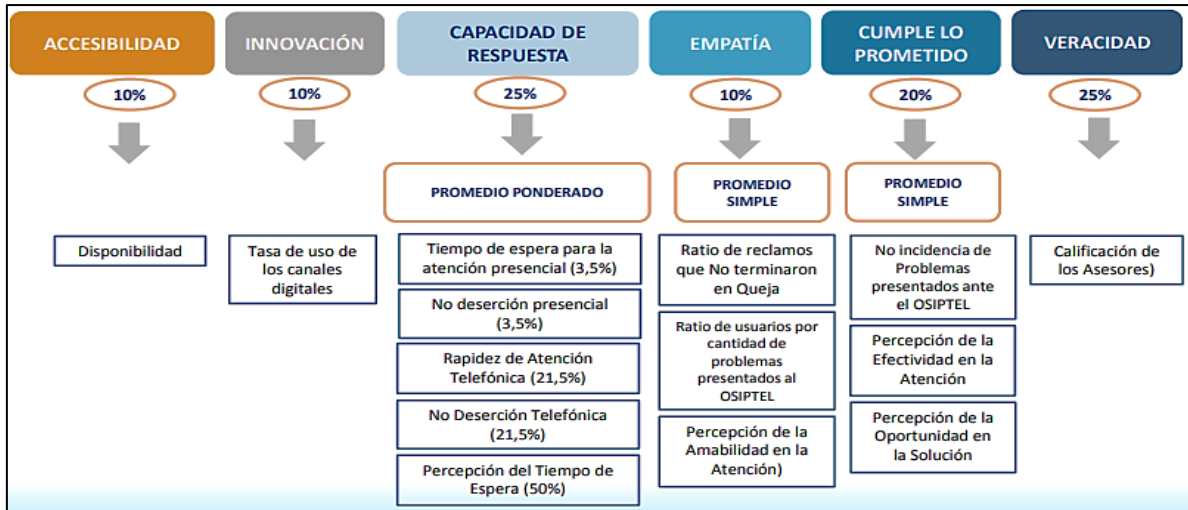 ACCESIBILIDAD
10%
Disponibilidad
INNOVACIÓN
10%
Tasa de uso de
los canales
digitales
CAPACIDAD DE
RESPUESTA
25%
PROMEDIO PONDERADO
Tiempo de espera para la
atención presencial (3,5%)
No deserción presencial
(3,5%)
Rapidez de Atención
Telefónica (21,5%)
No Deserción Telefónica
(21,5%)
Percepción del Tiempo de
Espera (50%)
EMPATÍA
10%
PROMEDIO
SIMPLE
Ratio de reclamos
que No terminaron
en Queja
Ratio de usuarios por
cantidad de
problemas
presentados al
OSIPTEL
Percepción de la
Amabilidad en la
Atención)
CUMPLE LO
PROMETIDO
20%
PROMEDIO
SIMPLE
No incidencia de
Problemas
presentados ante
el OSIPTEL
Percepción de la
Efectividad en la
Atención
Percepción de la
Oportunidad en
la Solución
VERACIDAD
25%
Calificación de
los Asesores)